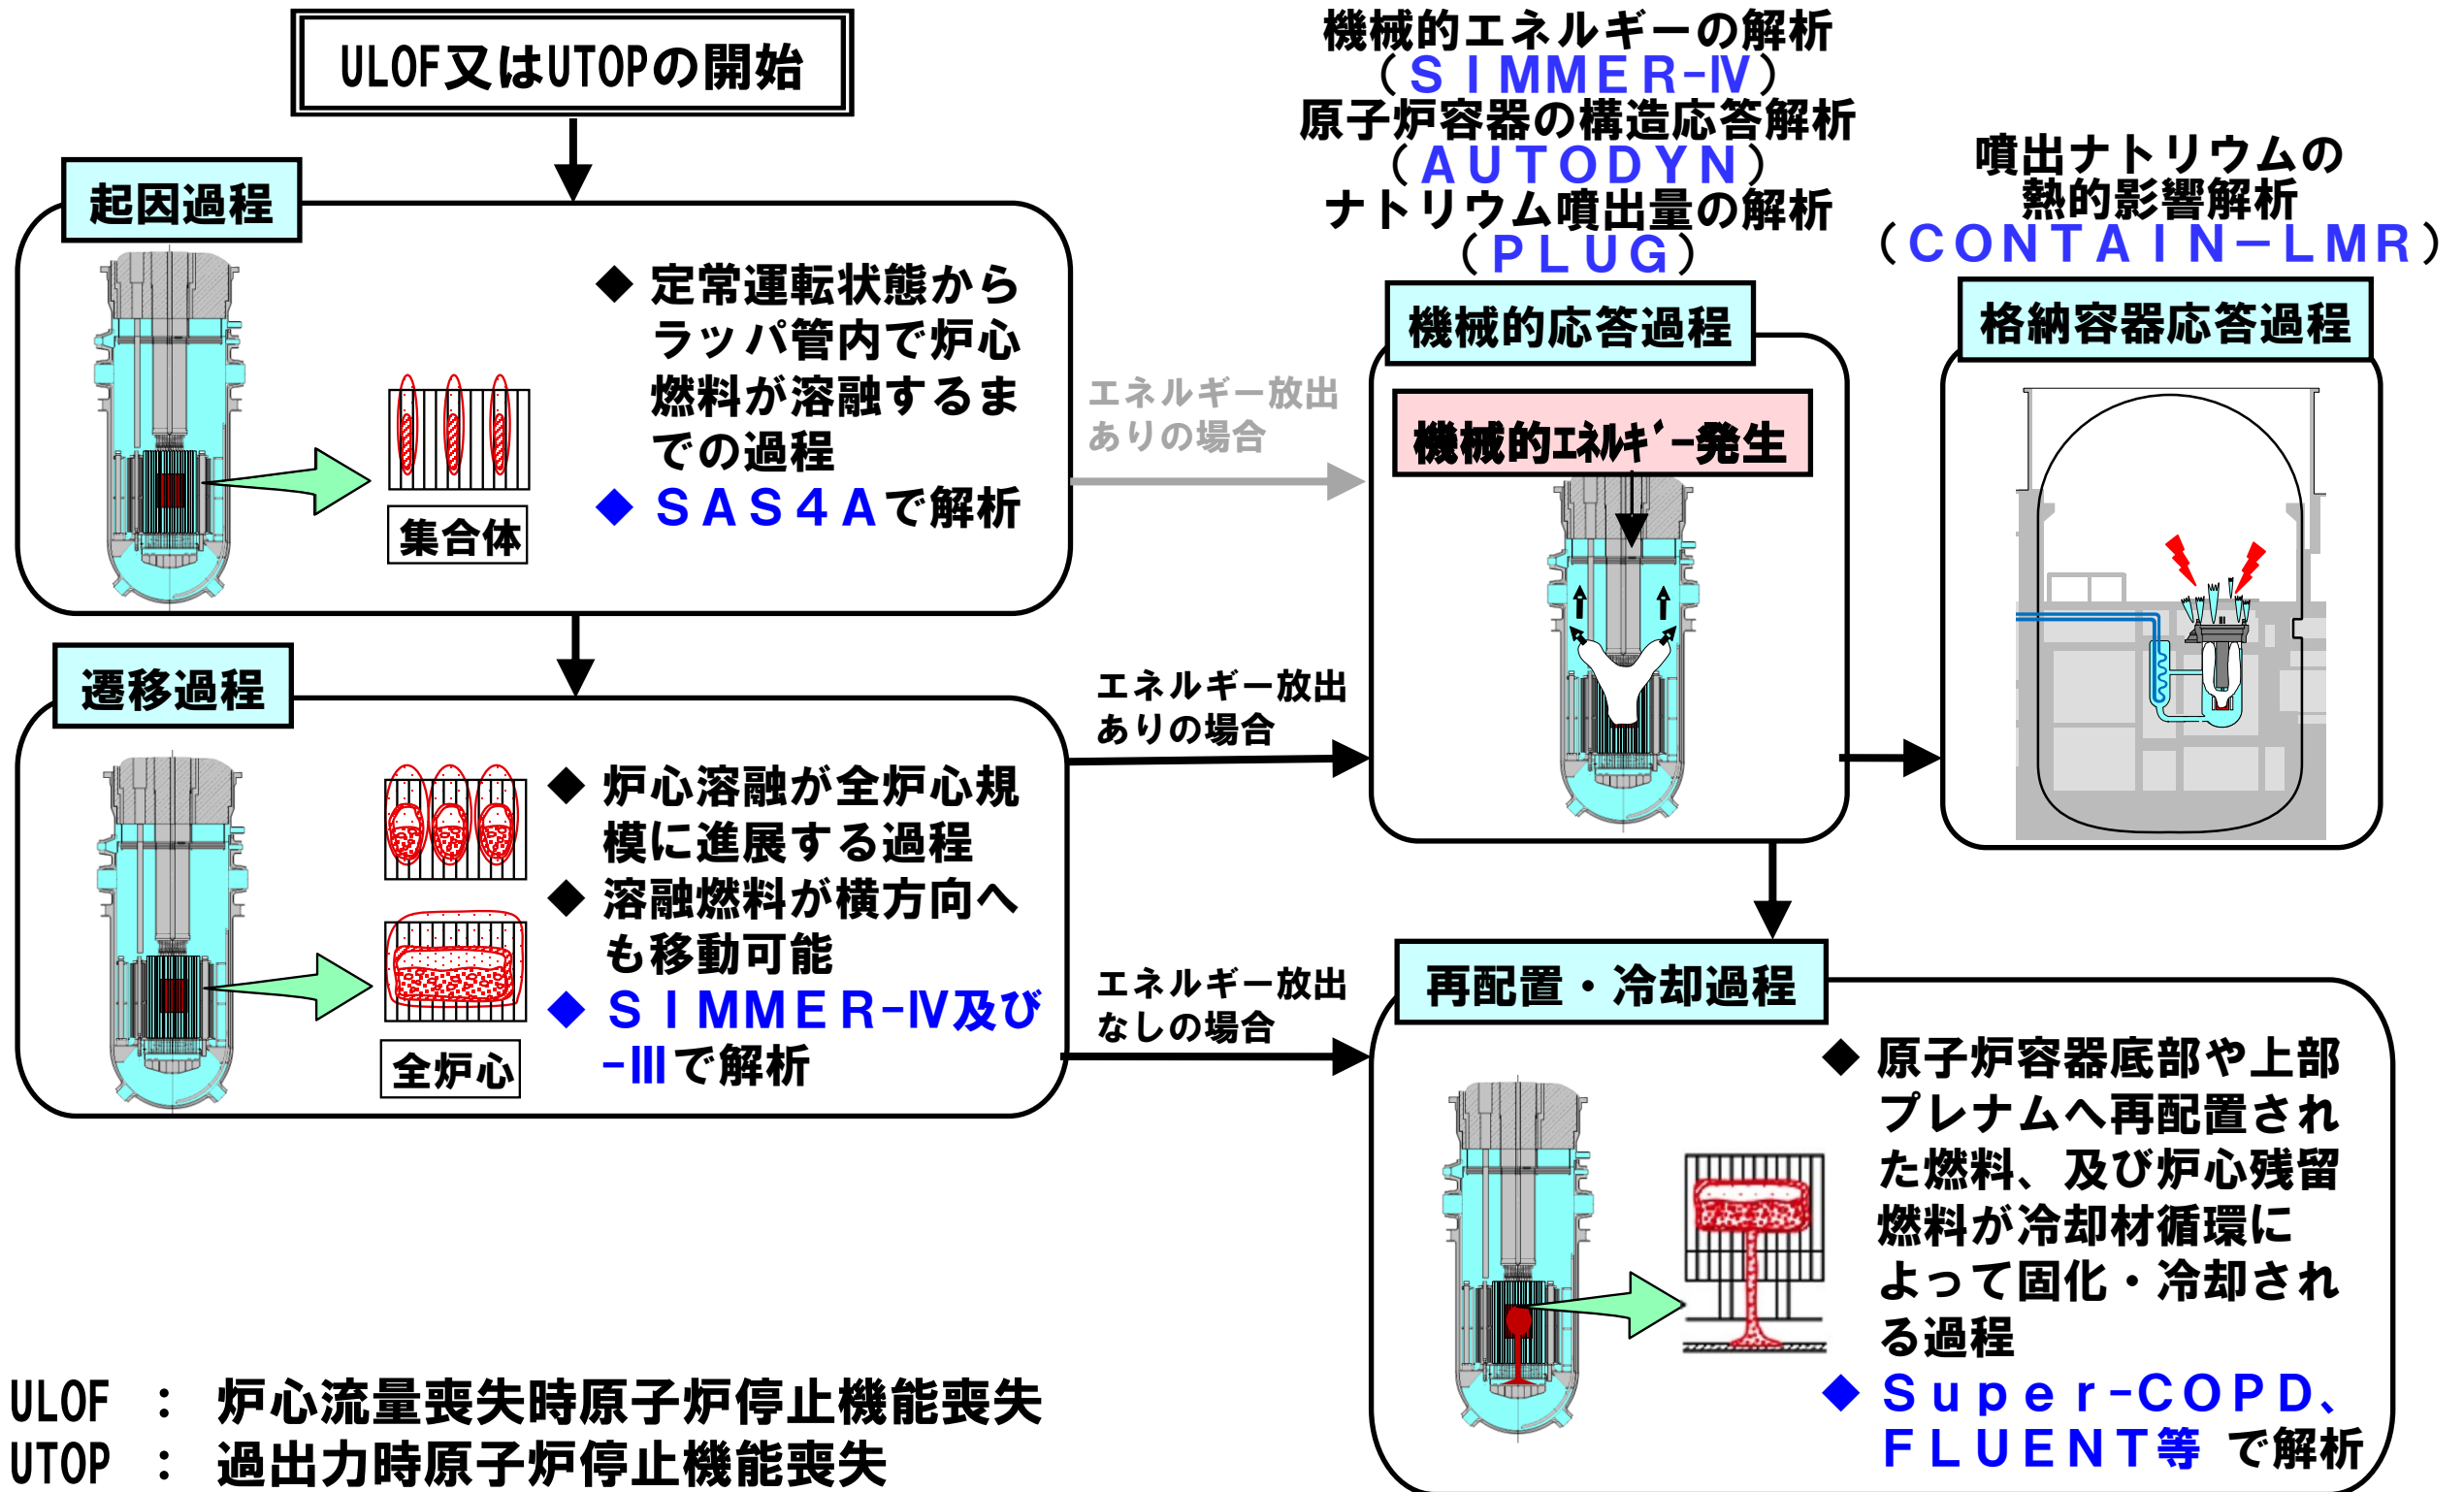 ULOF又はUTOPの開始
起因過程
◆ 定常運転状態から
ラッパ管内で炉心
燃料が溶融するま
での過程
◆ SAS4Aで解析
集合体
エネルギー放出
ありの場合
遷移過程
◆ 炉心溶融が全炉心規
模に進展する過程
◆ 溶融燃料が横方向へ
も移動可能
◆ SIMMER-Ⅳ及び
-Ⅲで解析
全炉心
エネルギー放出
ありの場合
エネルギー放出
なしの場合
機械的エネルギーの解析
（SIMMER-Ⅳ）
原子炉容器の構造応答解析
（AUTODYN）
ナトリウム噴出量の解析
（PLUG）
機械的応答過程
機械的ｴﾈﾙｷﾞｰ発生
噴出ナトリウムの
熱的影響解析
（CONTAIN－LMR）
格納容器応答過程
再配置・冷却過程
◆ 原子炉容器底部や上部
プレナムへ再配置され
た燃料、及び炉心残留
燃料が冷却材循環に
よって固化・冷却され
る過程
◆ Super-COPD、
FLUENT等 で解析
ULOF ： 炉心流量喪失時原子炉停止機能喪失
UTOP ： 過出力時原子炉停止機能喪失